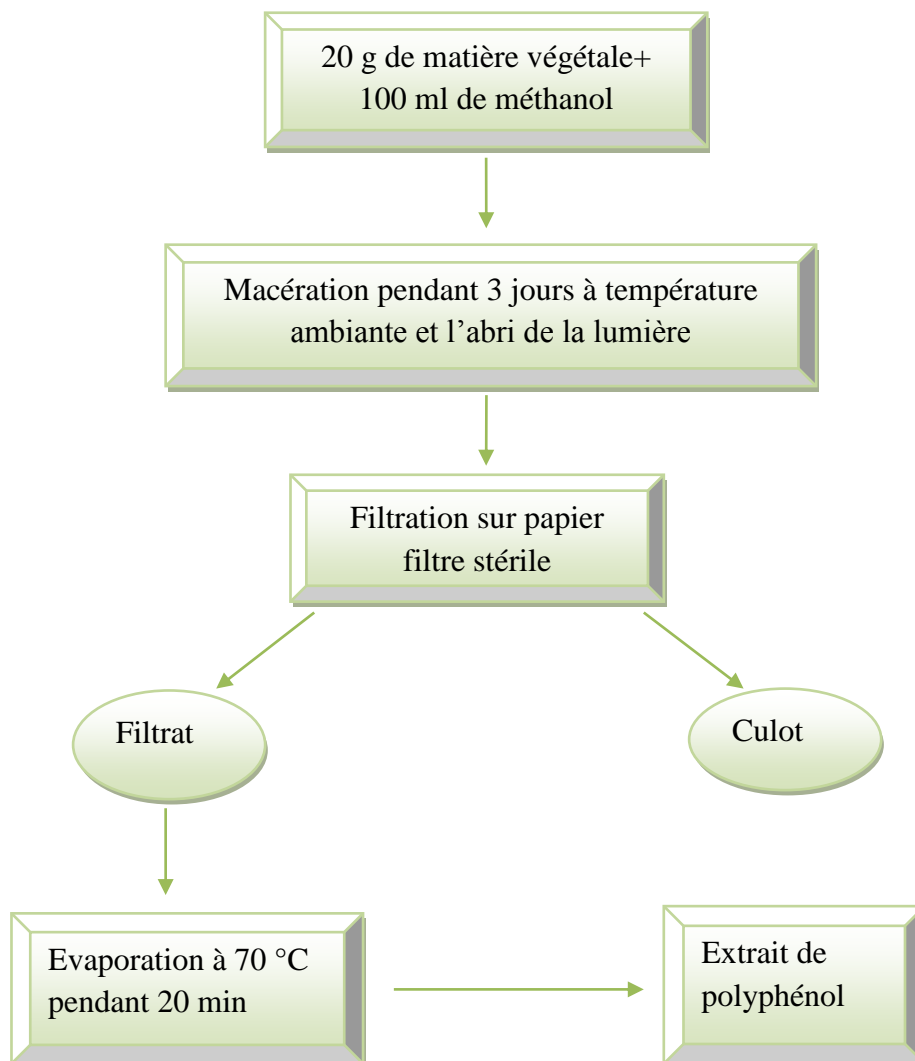 20 g de matière végétale+
100 ml de méthanol
Macération pendant 3 jours à température
ambiante et l’abri de la lumière
Filtration sur papier
filtre stérile
Filtrat
Culot
Evaporation à 70 °C
pendant 20 min
Extrait de
polyphénol